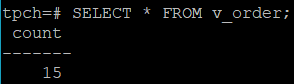 tpch=# SELECT * FROM v_order;
count
-------
15